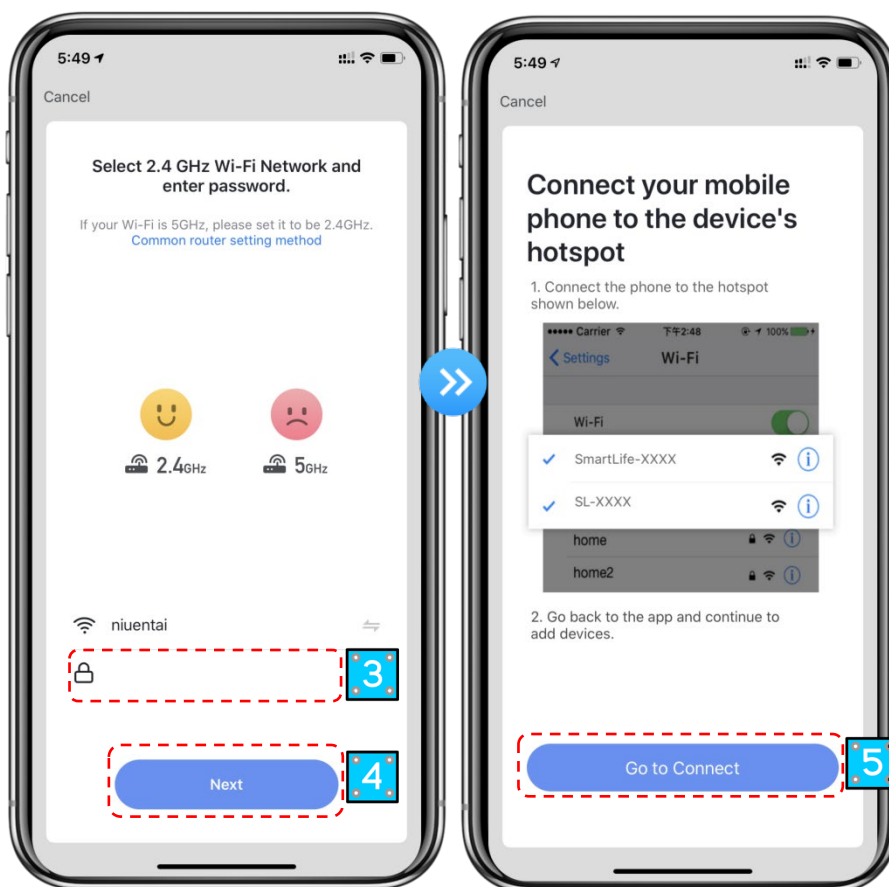 5:49
Cancel
Select 2.4 GHz Wi-Fi Network and
enter password.
If your Wi-Fi is 5GHz, please set it to be 2.4GHz.
Common router setting method
2.4GHz
5GHz
niuentai
3
Next
4
5:49
Cancel
Connect your mobile
phone to the device's
hotspot
1. Connect the phone to the hotspot
shown below.
Carrier 下午2:48 100%
Settings Wi-Fi
Wi-Fi
SmartLife-XXXX
SL-XXXX
home
home2
2. Go back to the app and continue to
add devices.
Go to Connect
5